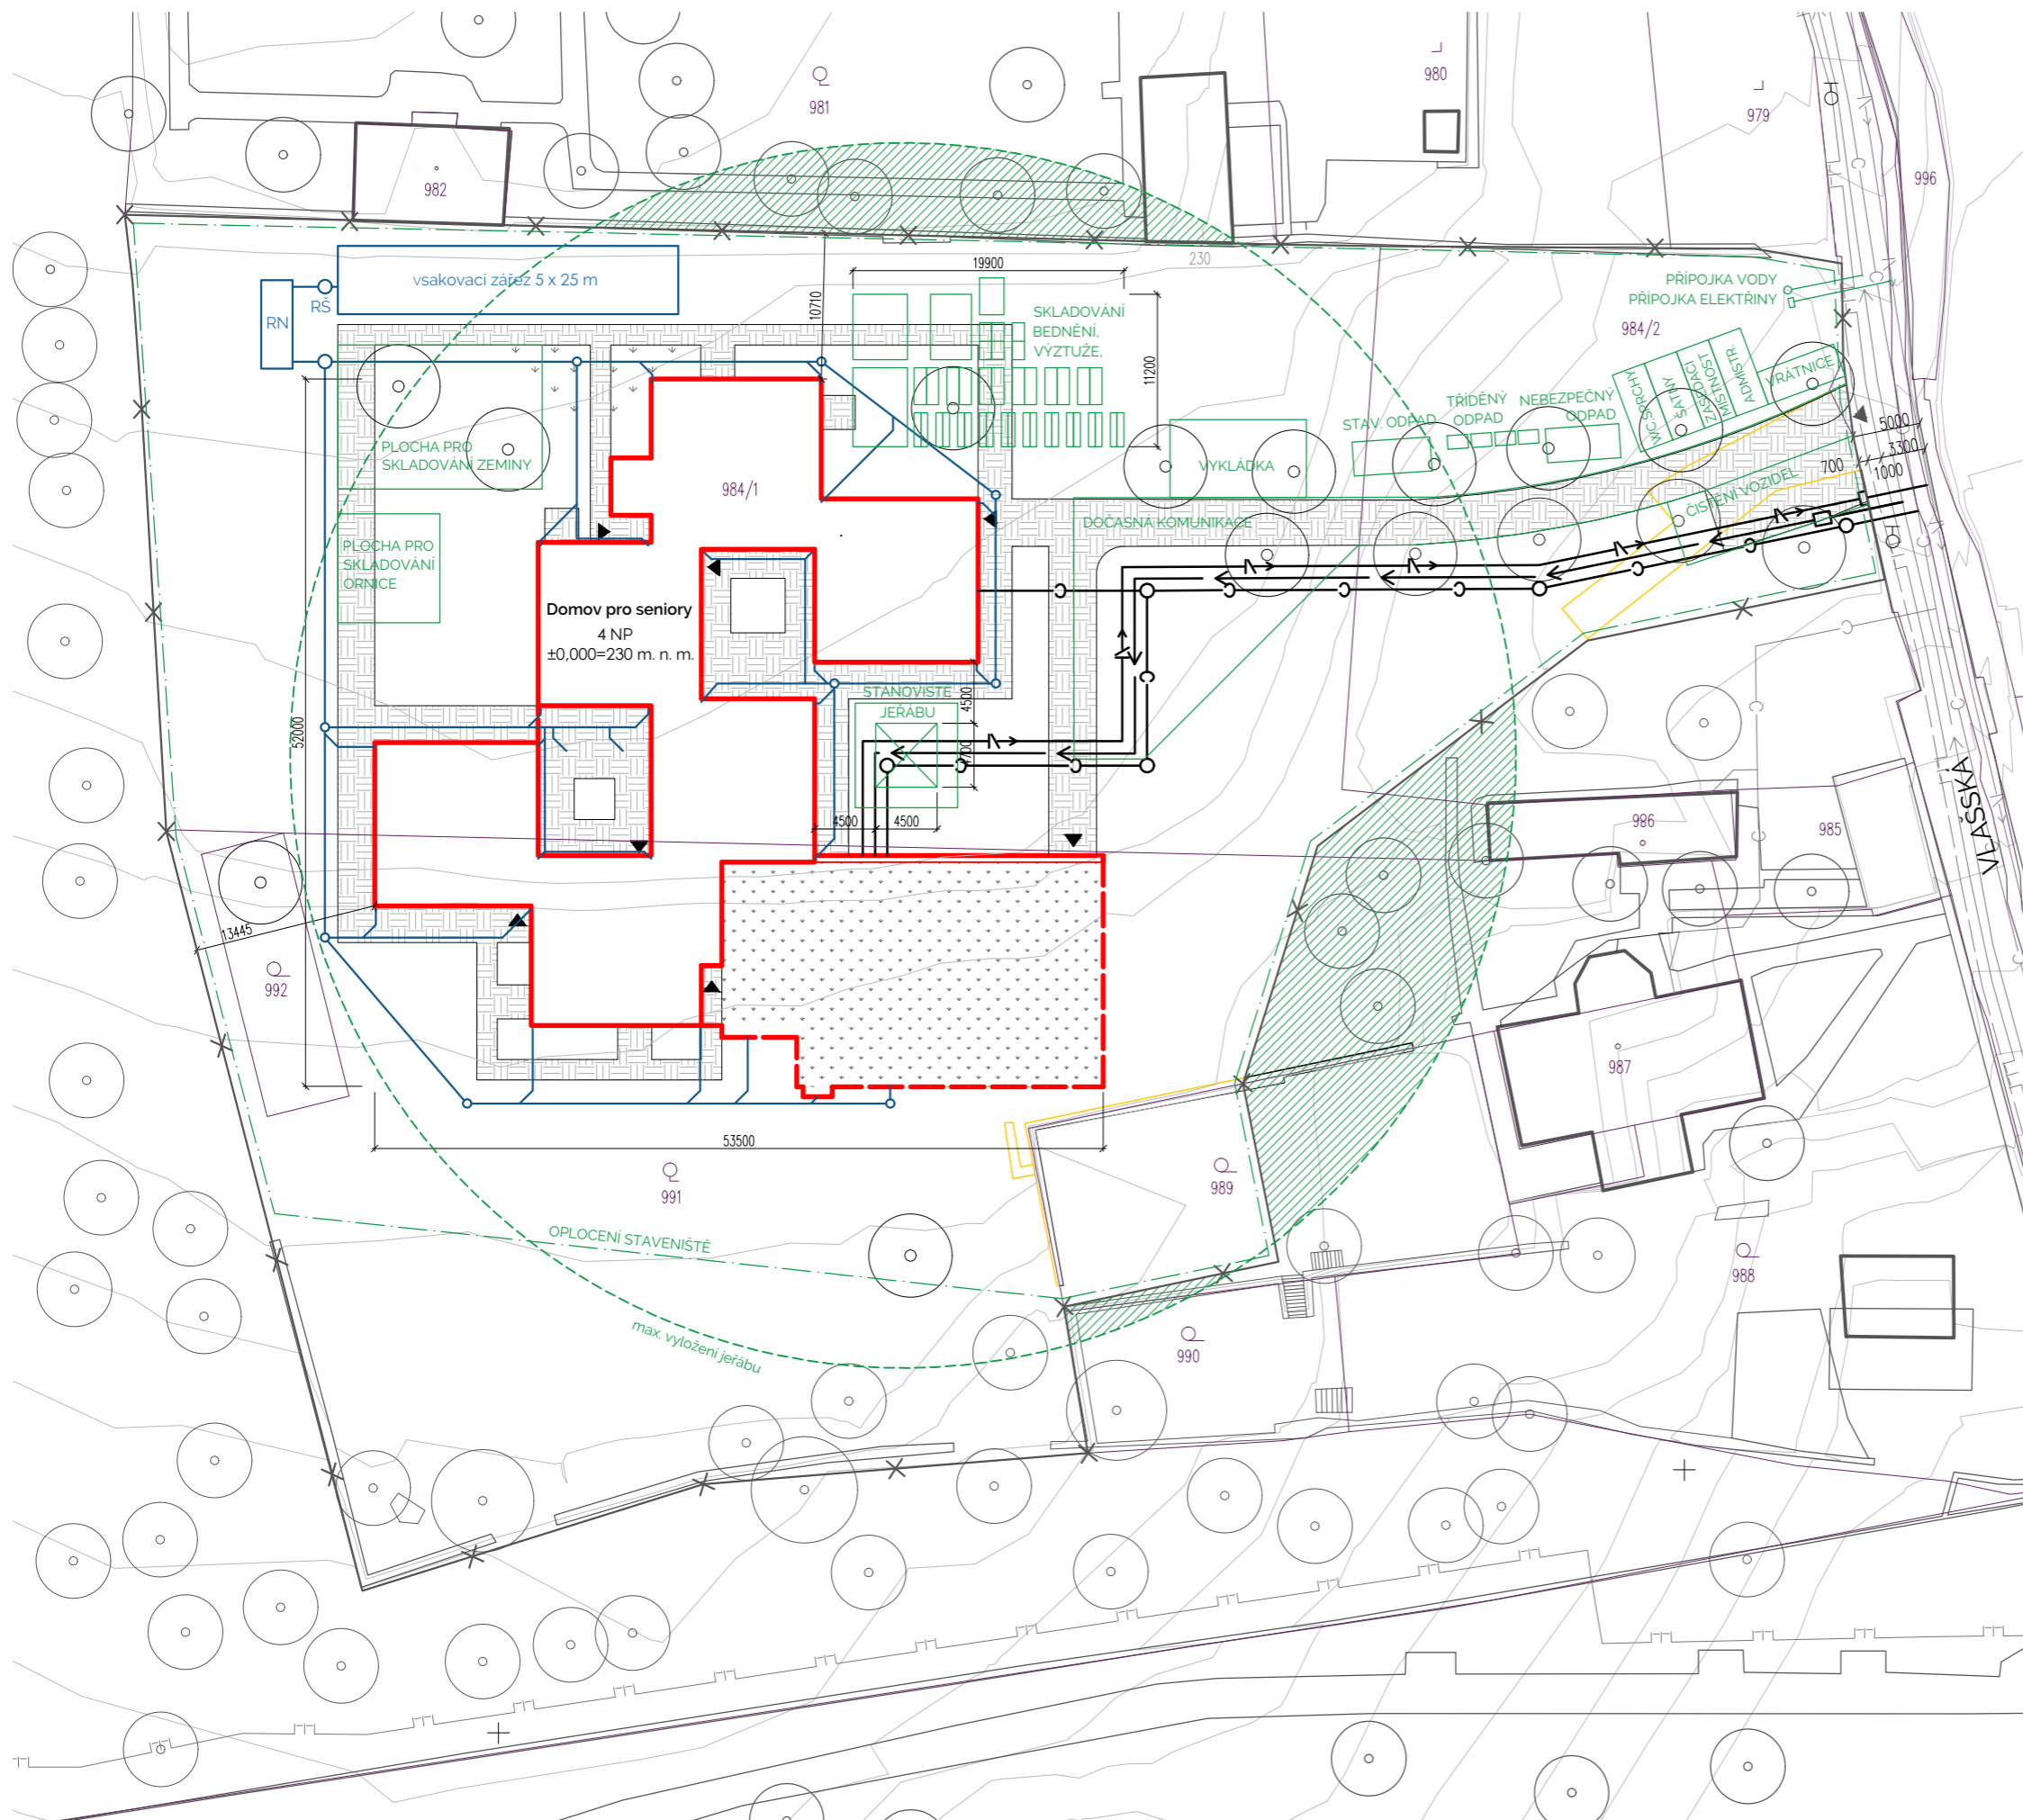 980
981
979
982
996
230
19900
vsakovací zářez 5 x 25 m
PŘÍPOJKA VODY
PŘÍPOJKA ELEKTŘINY
RŠ
RN
10710
SKLADOVÁNÍ
BEDNĚNÍ,
VÝZTUŽE,
11200
984/2
WC,SPRCHY
ŠATNY
ZASEDACÍ
MÍSTNOST
VRÁTNICE
STAV. ODPAD
TŘÍDĚNÝ
ODPAD
NEBEZPEČNÝ
ODPAD
5000
3300
1000
700
PLOCHA PRO
SKLADOVÁNÍ ZEMINY
VYKLÁDKA
984/1
ČIŠTĚNÍ VOZIDEL
DOČASNÁ KOMUNIKACE
PLOCHA PRO
SKLADOVÁNÍ
ORNICE
Domov pro seniory
4 NP
±0,000=230 m. n. m.
STANOVIŠTĚ
JEŘÁBU
4500
4700
52000
4500
4500
VLAŠSKÁ
986
985
13445
992
987
53500
991
989
OPLOCENÍ STAVENIŠTĚ
988
max. vyložení jeřábu
990